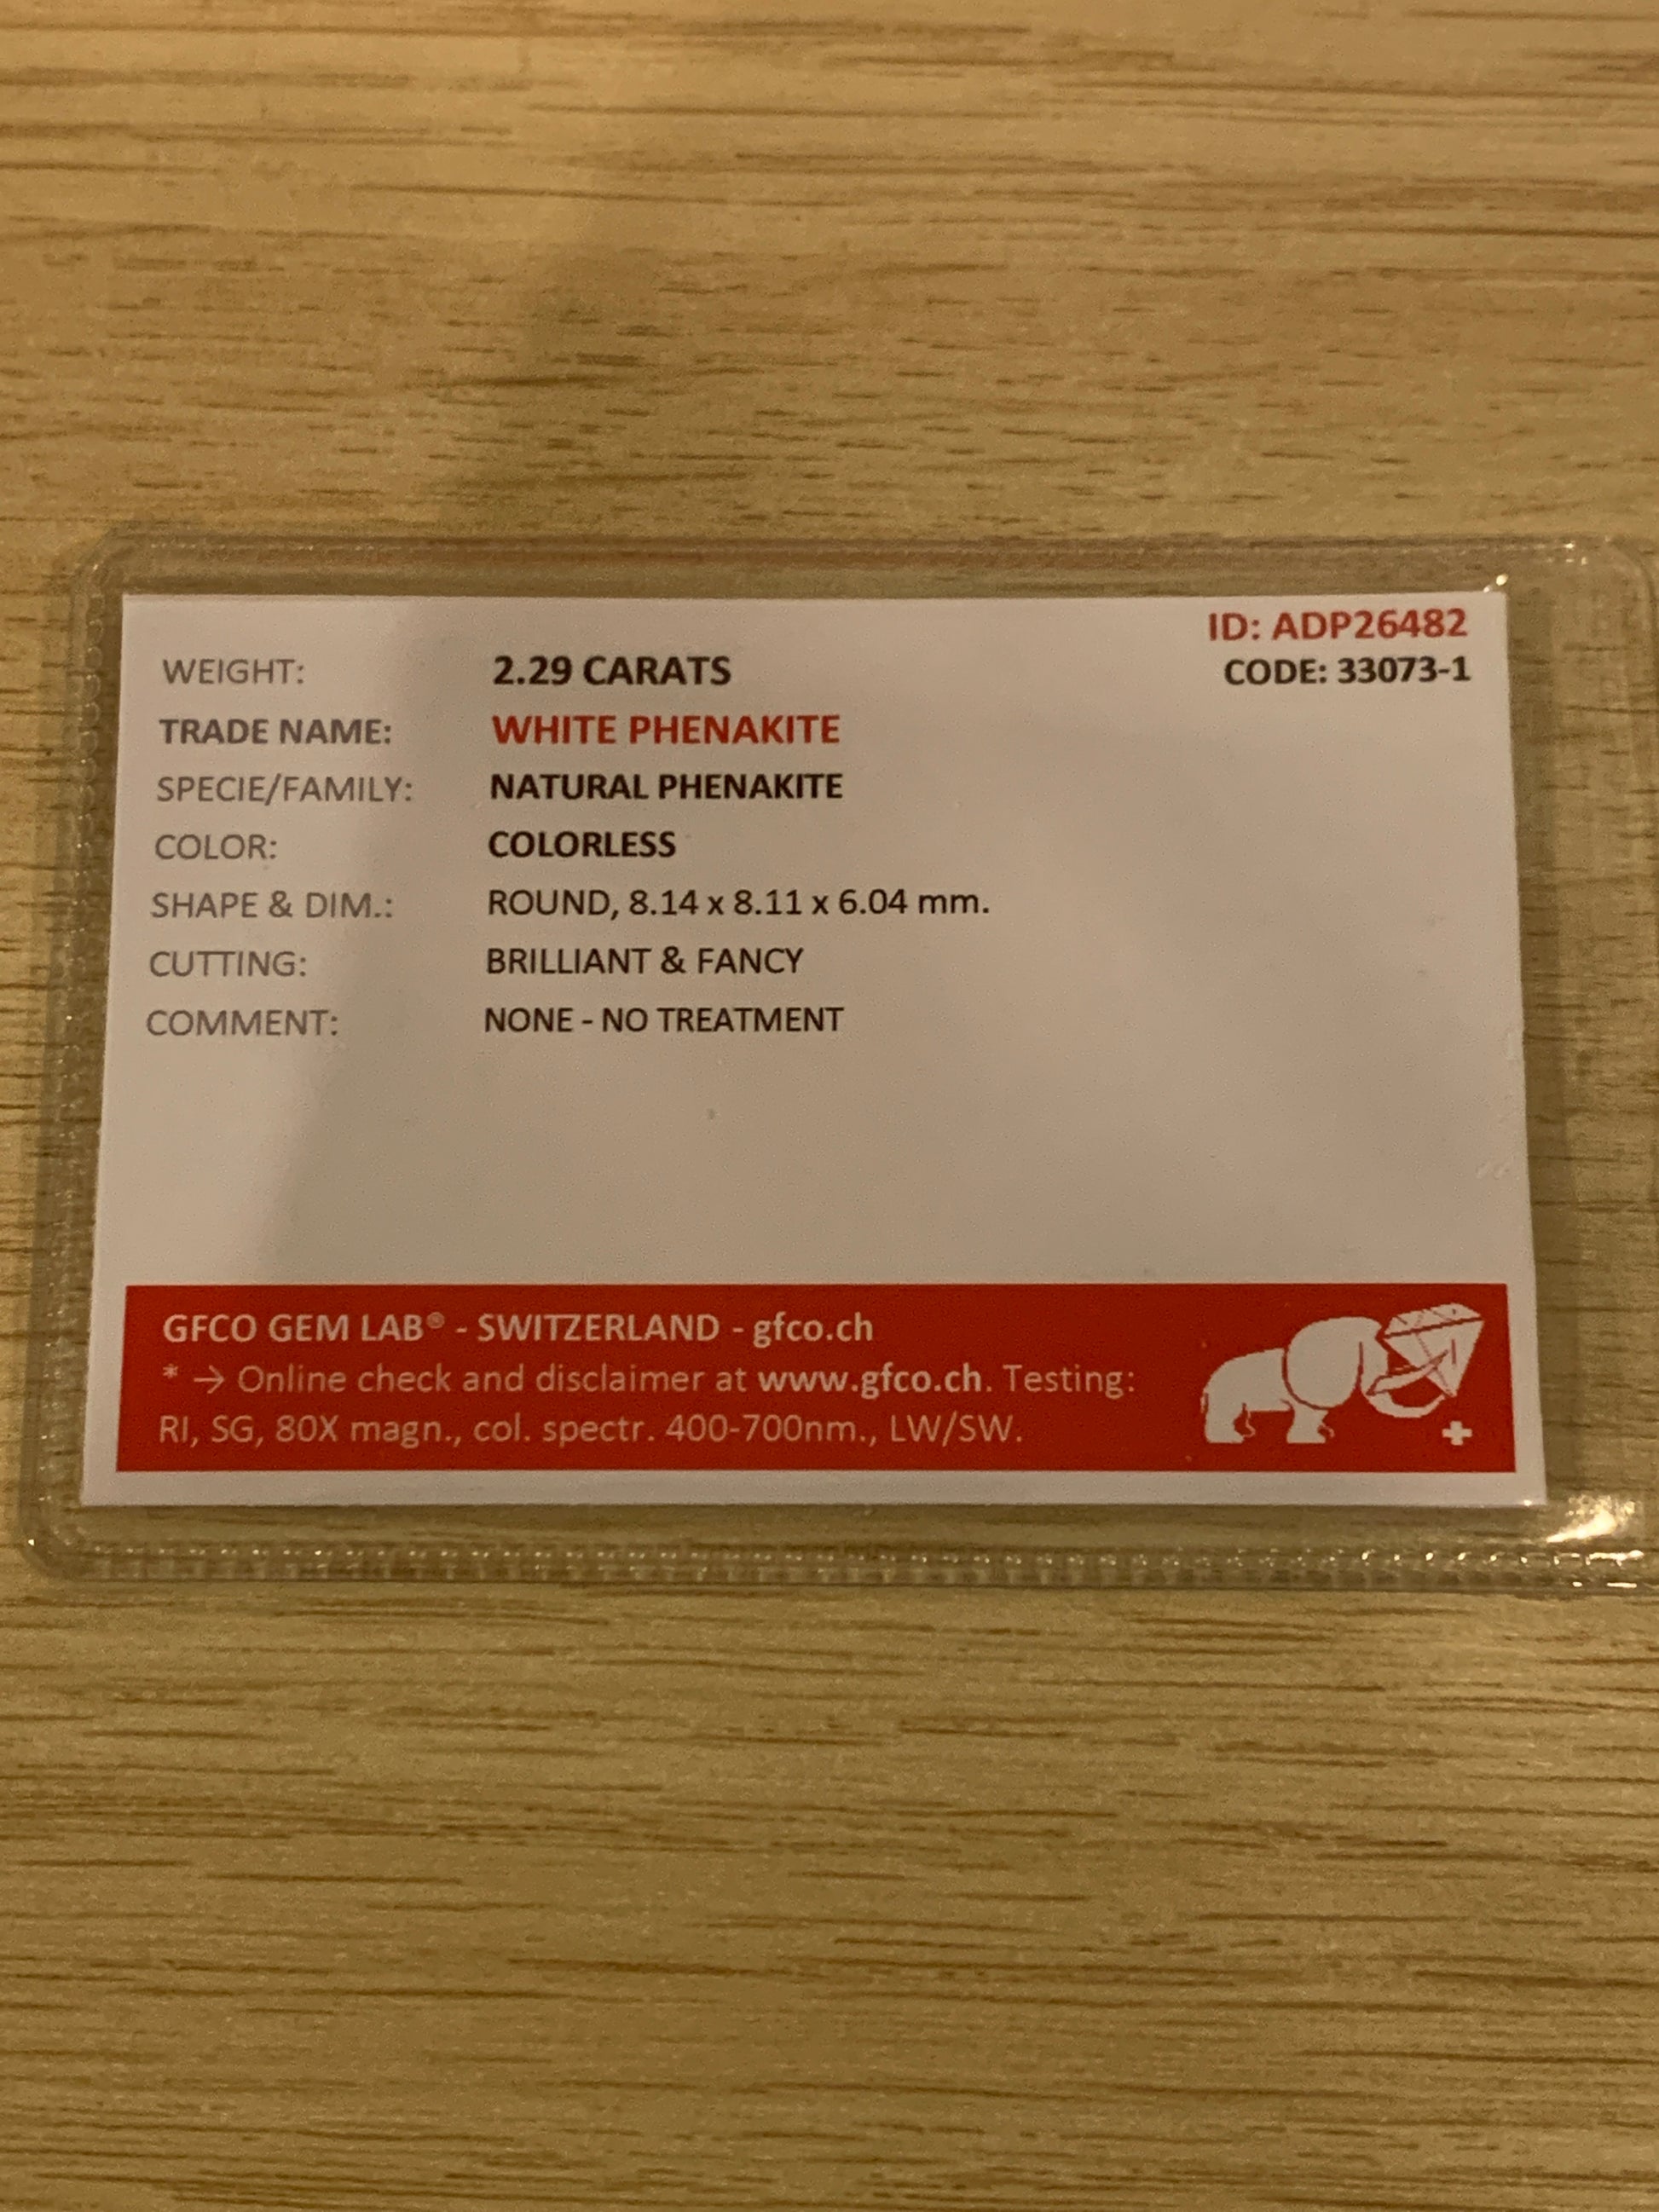 ID: ADP26482
WEIGHT: 2.29 CARATS CODE: 33073-1
TRADE NAME: WHITE PHENAKITE
SPECIE/FAMILY: NATURAL PHENAKITE
COLOR: COLORLESS
SHAPE & DIM.: ROUND, 8.14 x 8.11 x 6.04 mm.
CUTTING: BRILLIANT & FANCY
COMMENT: NONE - NO TREATMENT
GFCO GEM LAB® - SWITZERLAND - gfco.ch
* → Online check and disclaimer at www.gfco.ch. Testing:
RI, SG, 80X magn., col. spectr. 400-700nm., LW/SW.